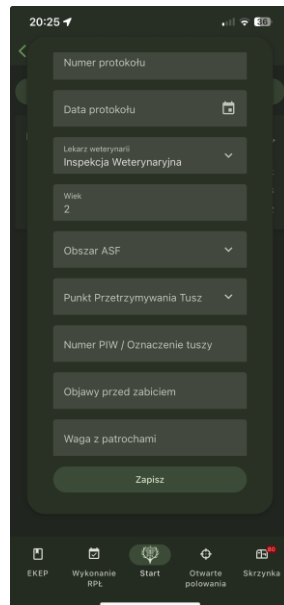 20:25
Numer protokołu
Data protokołu
Lekarz weterynarii
Inspekcja Weterynaryjna
Wiek
2
Obszar ASF
Punkt Przetrzymywania Tusz
Numer PIW / Oznaczenie tuszy
Objawy przed zabiciem
Waga z patrochami
Zapisz
EKEP
Wykonanie RPŁ
Start
Otwarte polowania
Skrzynka